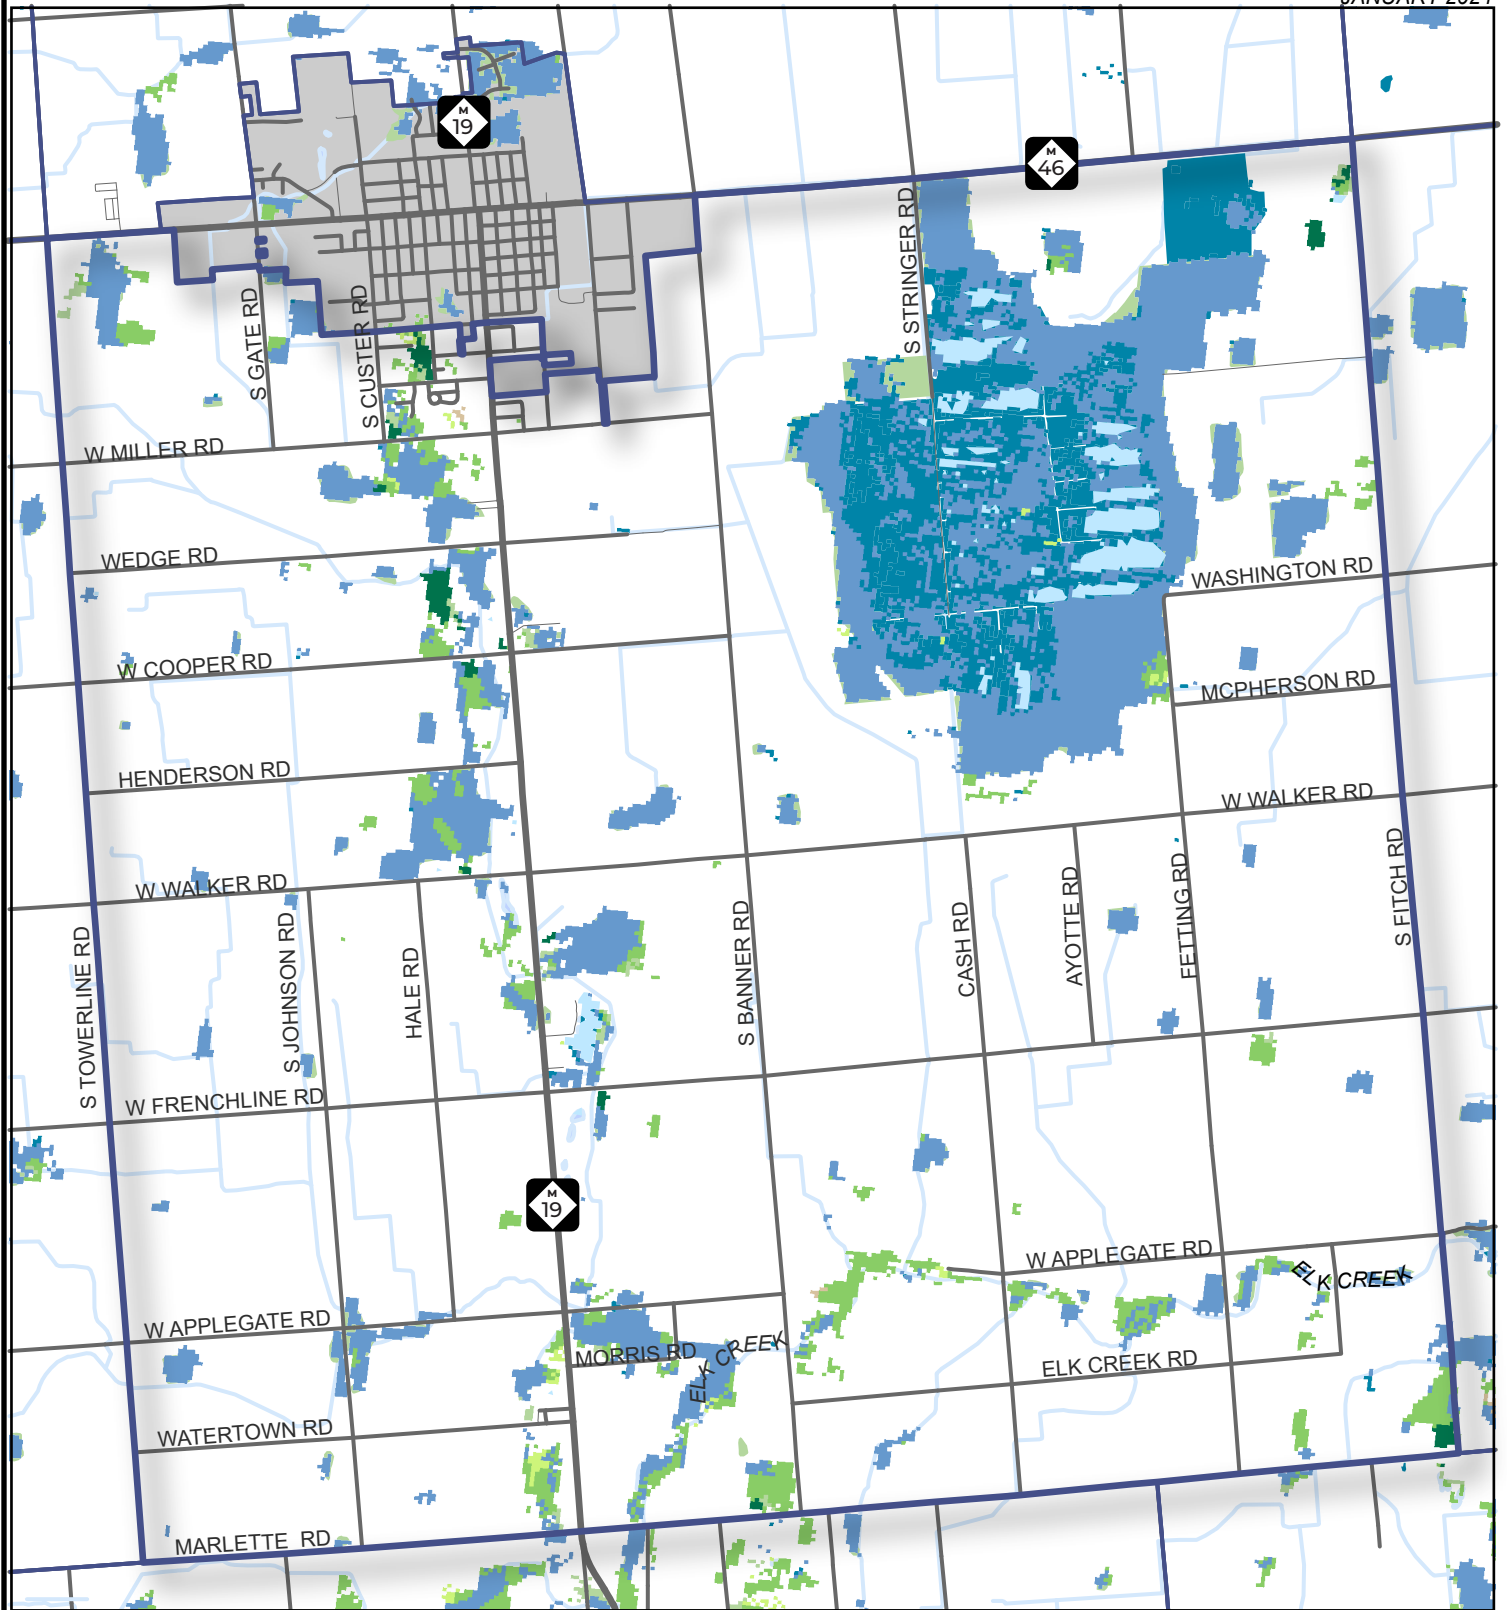 JANUARY 2024
M
19
M
46
S STRINGER RD
S GATE RD
S CUSTER RD
W MILLER RD
WEDGE RD
WASHINGTON RD
W COOPER RD
MCPHERSON RD
HENDERSON RD
W WALKER RD
W WALKER RD
S TOWERLINE RD
S JOHNSON RD
HALE RD
S BANNER RD
CASH RD
AYOTTE RD
FETTING RD
S FITCH RD
W FRENCHLINE RD
M
19
W APPLEGATE RD
ELK CREEK
W APPLEGATE RD
MORRIS RD
ELK CREEK
ELK CREEK RD
WATERTOWN RD
MARLETTE RD